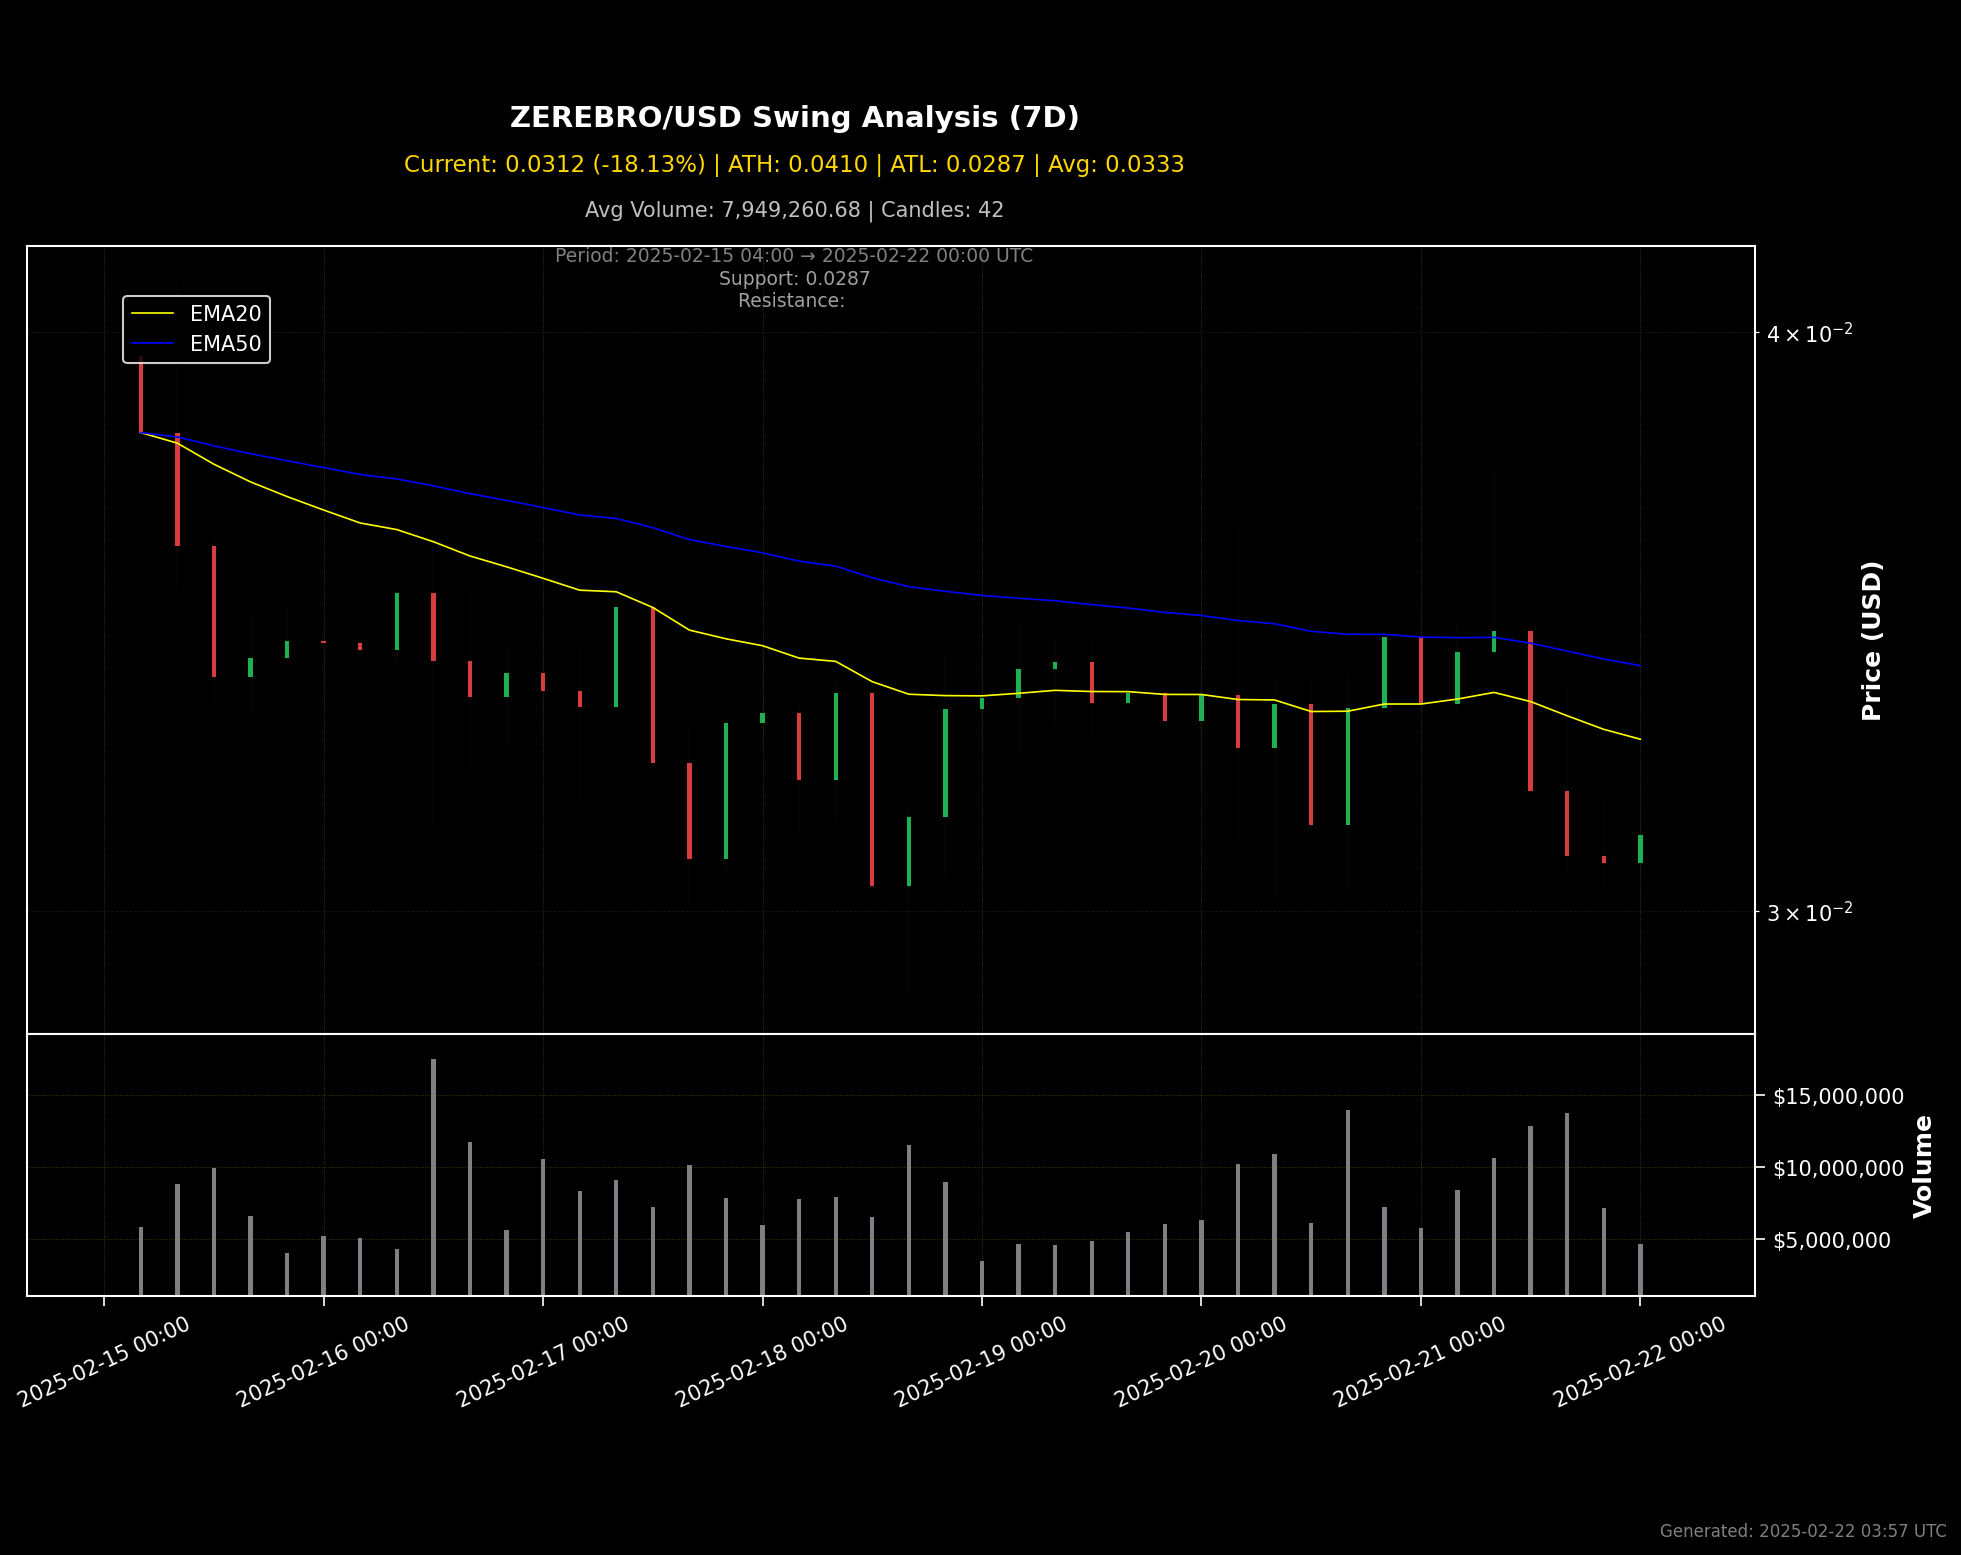 ZEREBRO/USD Swing Analysis (7D)
Current: 0.0312 (-18.13%) | ATH: 0.0410 | ATL: 0.0287 | Avg: 0.0333
Avg Volume: 7,949,260.68 | Candles: 42
Period: 2025-02-15 04:00 → 2025-02-22 00:00 UTC
Support: 0.0287
Resistance:
EMA20
EMA50
4 × 10⁻²
3 × 10⁻²
Price (USD)
$15,000,000
$10,000,000
$5,000,000
Volume
2025-02-15 00:00
2025-02-16 00:00
2025-02-17 00:00
2025-02-18 00:00
2025-02-19 00:00
2025-02-20 00:00
2025-02-21 00:00
2025-02-22 00:00
Generated: 2025-02-22 03:57 UTC